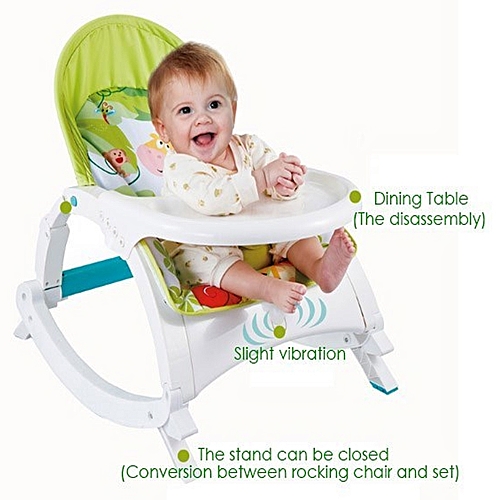 Dining Table
(The disassembly)
Slight vibration
The stand can be closed
(Conversion between rocking chair and set)